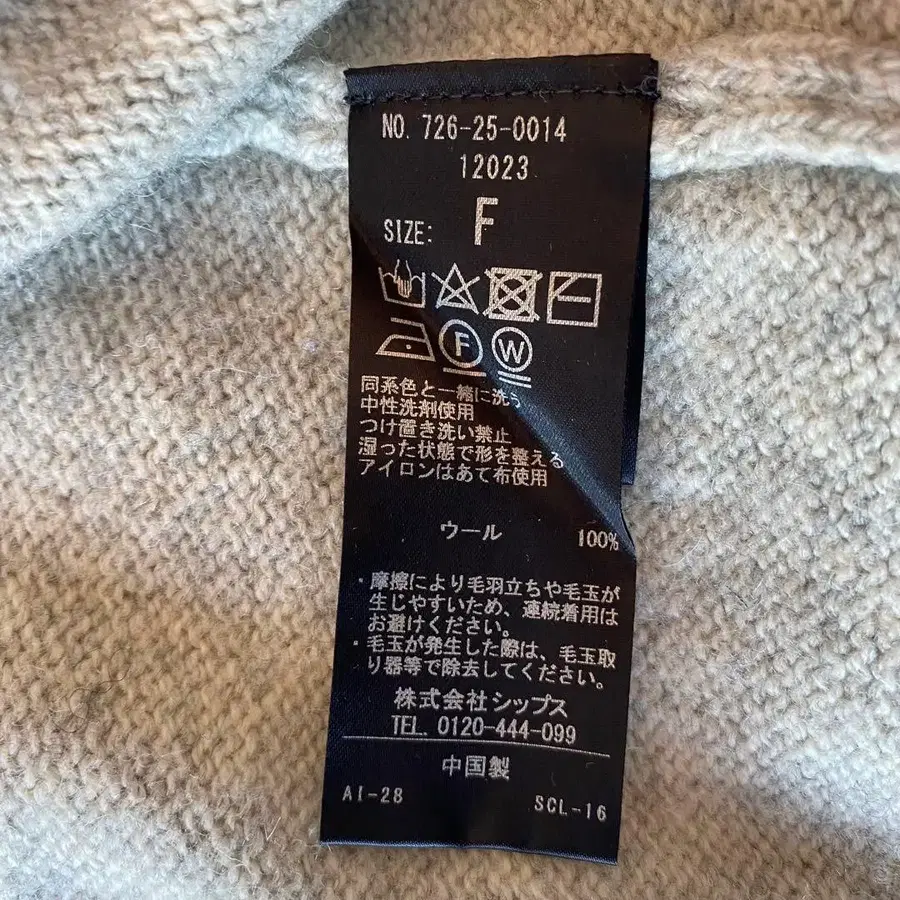 NO. 726-25-0014
12023
SIZE: F
F W
同系色と一緒に洗う
中性洗剤使用
つけ置き洗い禁止
湿った状態で形を整える
アイロンはあて布使用
ウール 100%
・摩擦により毛羽立ちや毛玉が
生じやすいため、連続着用は
お避けください。
・毛玉が発生した際は、毛玉取
り器等で除去してください。
株式会社シップス
TEL. 0120-444-099
中国製
AI-28 SCL-16